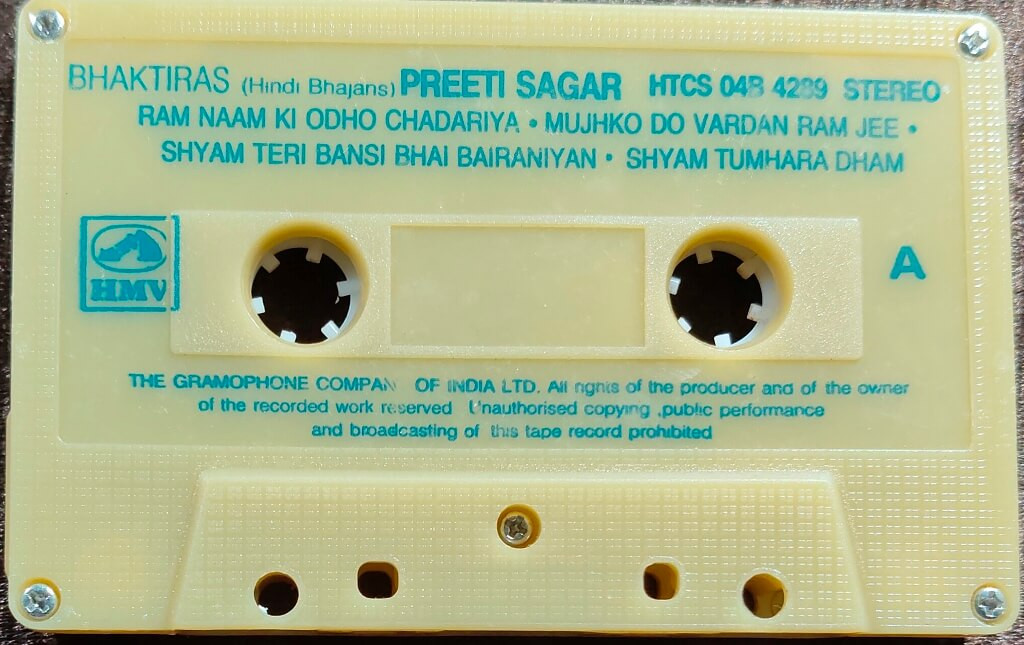 BHAKTIRAS (Hindi Bhajans) PREETI SAGAR HTCS 04B 4289 STEREO
RAM NAAM KI ODHO CHADARIYA • MUJHKO DO VARDAN RAM JEE •
SHYAM TERI BANSI BHAI BAIRANIYAN • SHYAM TUMHARA DHAM
HMV
A
THE GRAMOPHONE COMPAN OF INDIA LTD. All rights of the producer and of the owner
of the recorded work reserved Unauthorised copying ,public performance
and broadcasting of this tape record prohibited